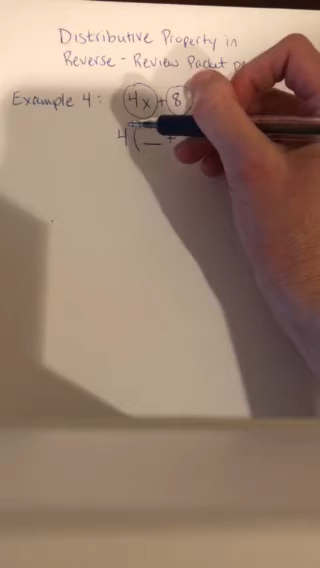 Distributive Property in
Reverse - Review Packet
Example 4: 4x + 8
4(_ +